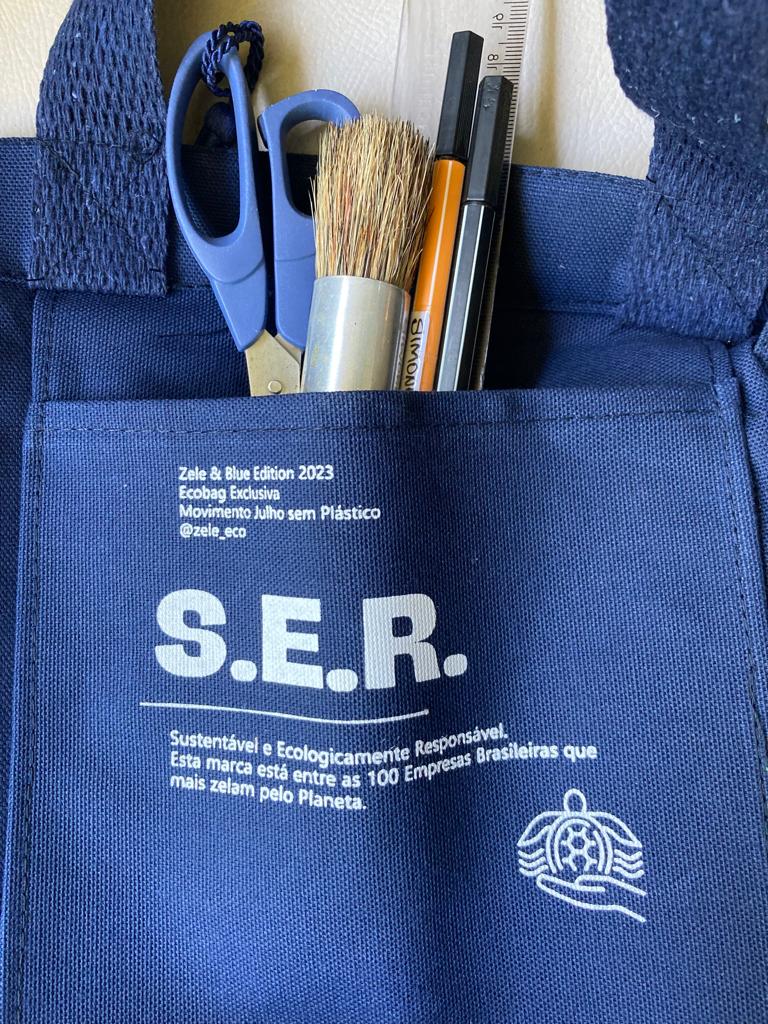 SIMON
Zele & Blue Edition 2023
Ecobag Exclusiva
Movimento Julho sem Plástico
@zele_eco
S.E.R.
Sustentável e Ecologicamente Responsável.
Esta marca está entre as 100 Empresas Brasileiras que
mais zelam pelo Planeta.